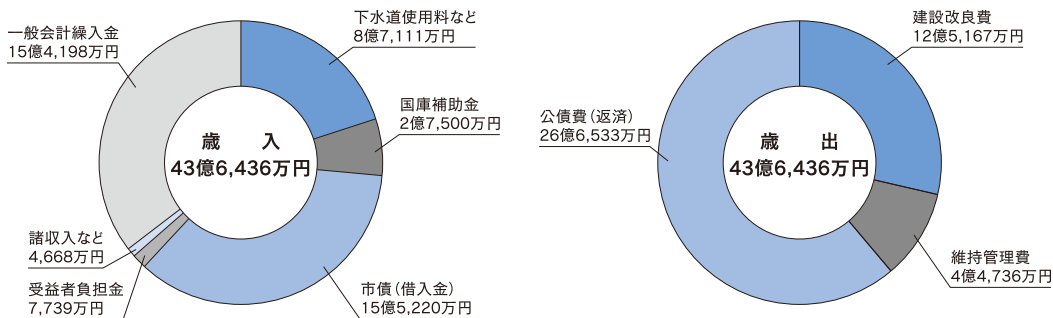 下水道使用料など
8億7,111万円
国庫補助金
2億7,500万円
市債（借入金）
15億5,220万円
受益者負担金
7,739万円
諸収入など
4,668万円
一般会計繰入金
15億4,198万円
歳　入
43億6,436万円
建設改良費
12億5,167万円
維持管理費
4億4,736万円
公債費（返済）
26億6,533万円
歳　出
43億6,436万円